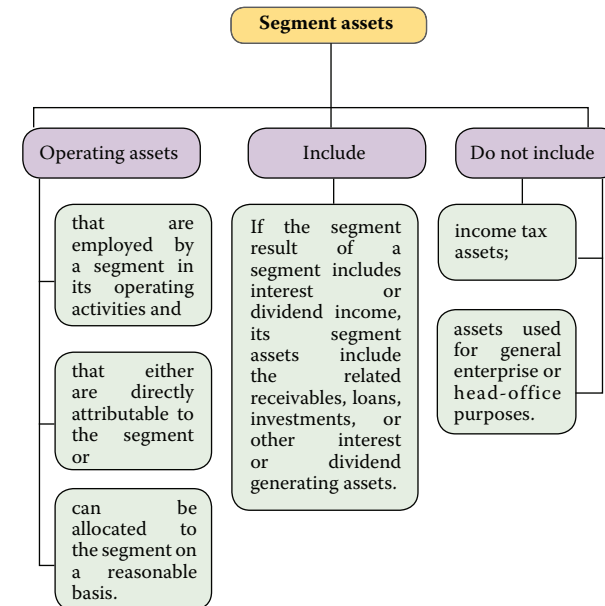 Segment assets
Operating assets
that are
employed by
a segment in
its operating
activities and
that either
are directly
attributable to
the segment
or
can be
allocated to
the segment on
a reasonable
basis.
Include
If the segment
result of a
segment includes
interest or
dividend income,
its segment
assets include
the related
receivables, loans,
investments, or
other interest
or dividend
generating assets.
Do not include
income tax
assets;
assets used
for general
enterprise or
head-office
purposes.